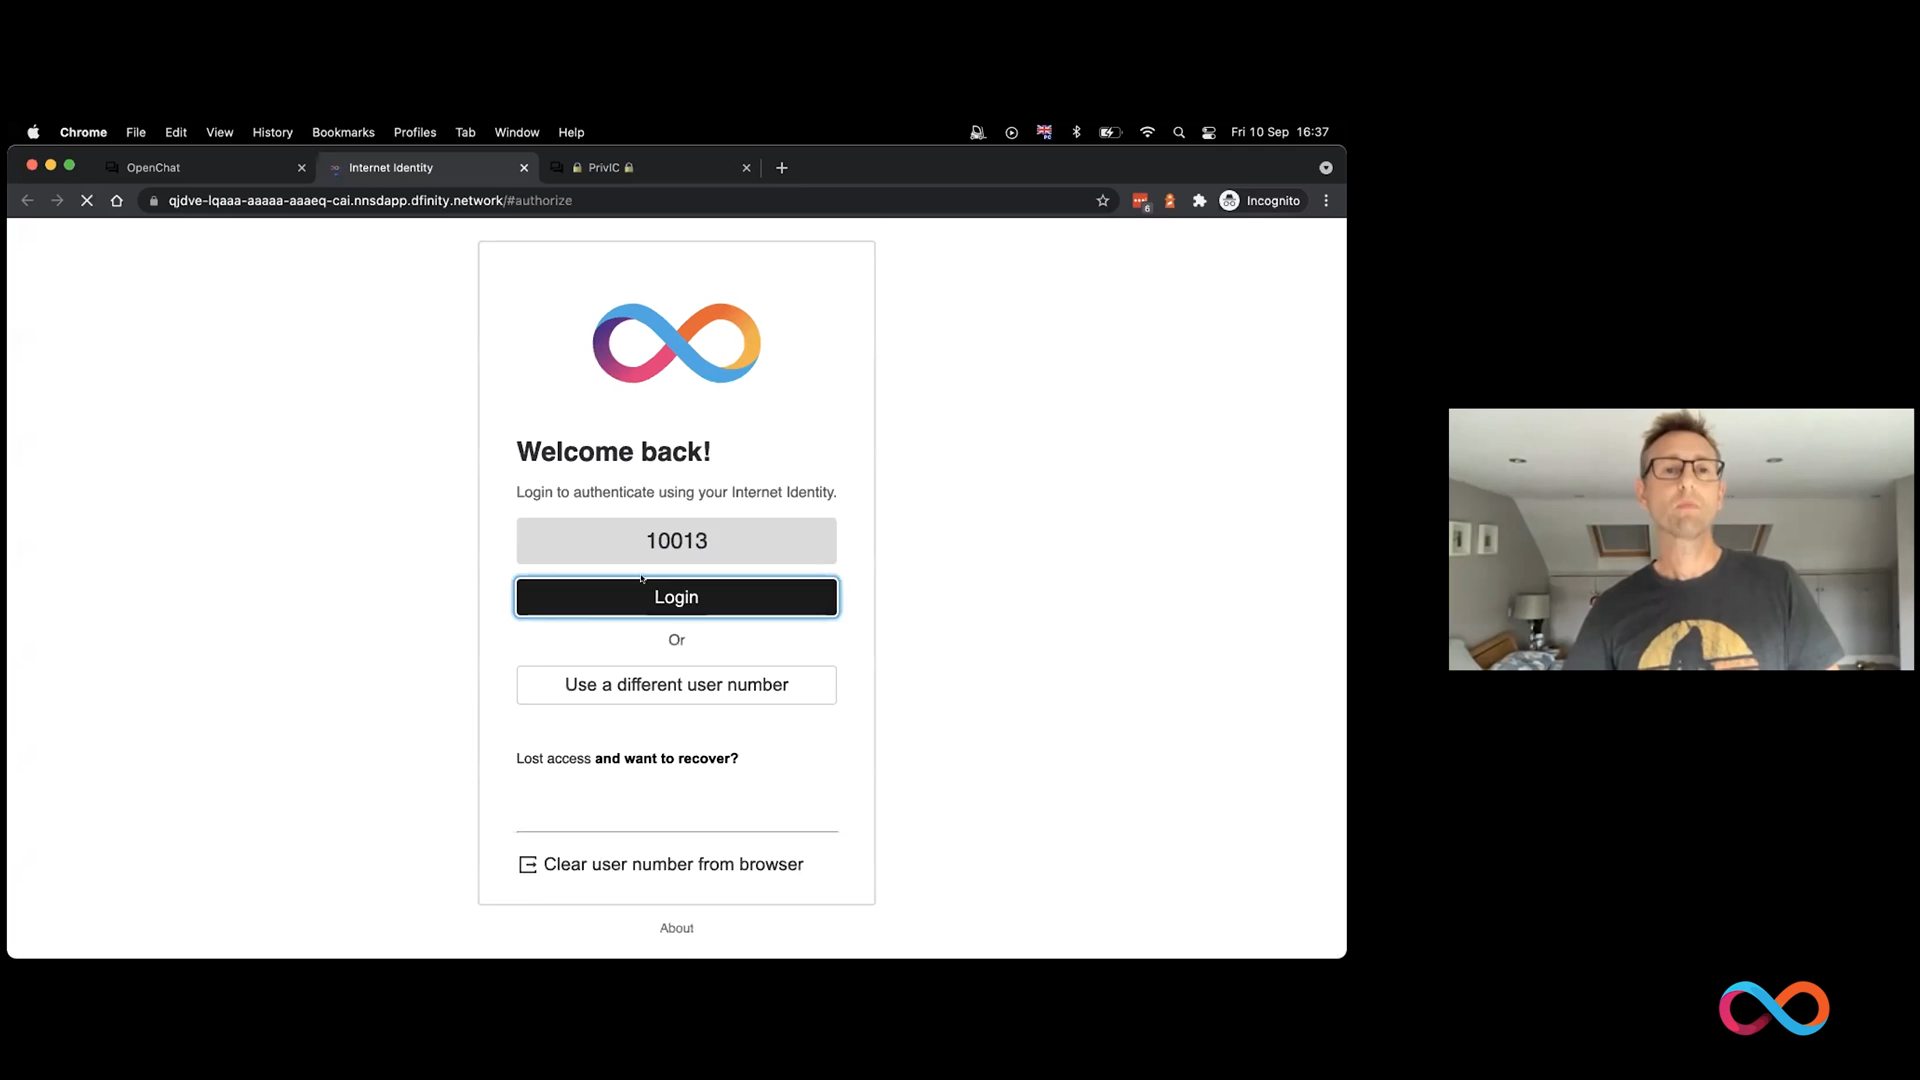 Chrome File Edit View History Bookmarks Profiles Tab Window Help Fri 10 Sep 16:37
OpenChat Internet Identity PrivIC
qjdve-lqaaa-aaaaa-aaaeq-cai.nnsdapp.dfinity.network/#authorize 6 Incognito
Welcome back!
Login to authenticate using your Internet Identity.
10013
Login
Or
Use a different user number
Lost access and want to recover?
Clear user number from browser
About